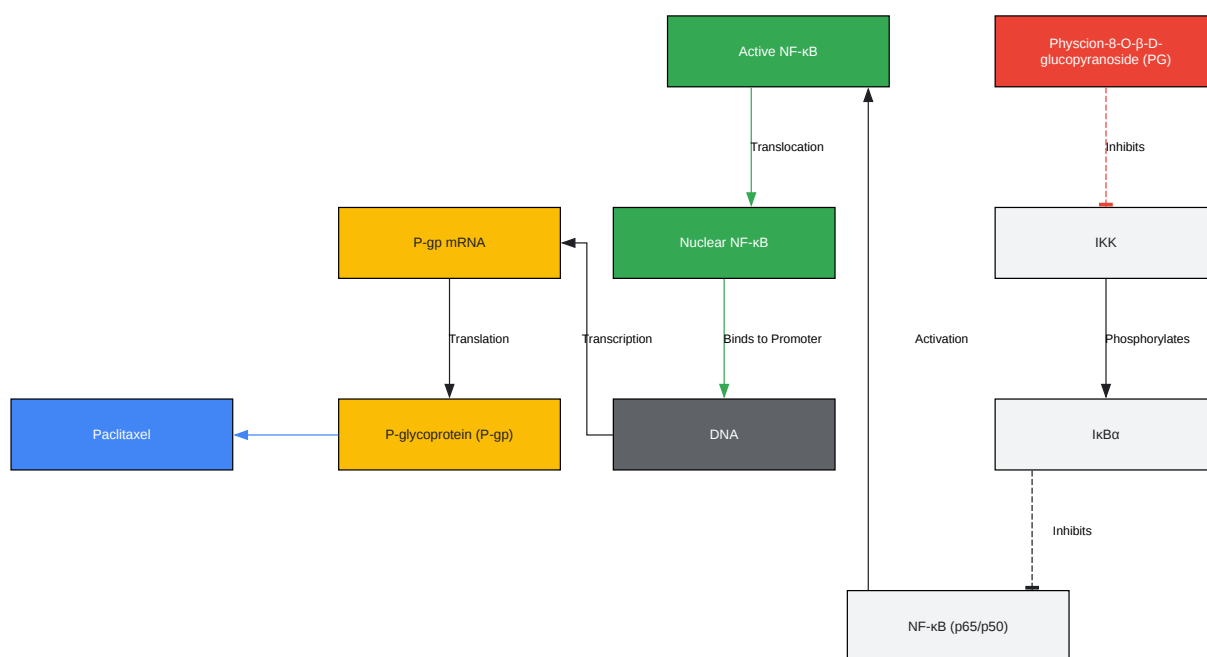 Active NF-κB
Physcion-8-O-β-D-
glucopyranoside (PG)
Translocation
Inhibits
P-gp mRNA
Nuclear NF-κB
IKK
Translation
Transcription
Binds to Promoter
Activation
Phosphorylates
Paclitaxel
P-glycoprotein (P-gp)
DNA
IκBα
Inhibits
NF-κB (p65/p50)